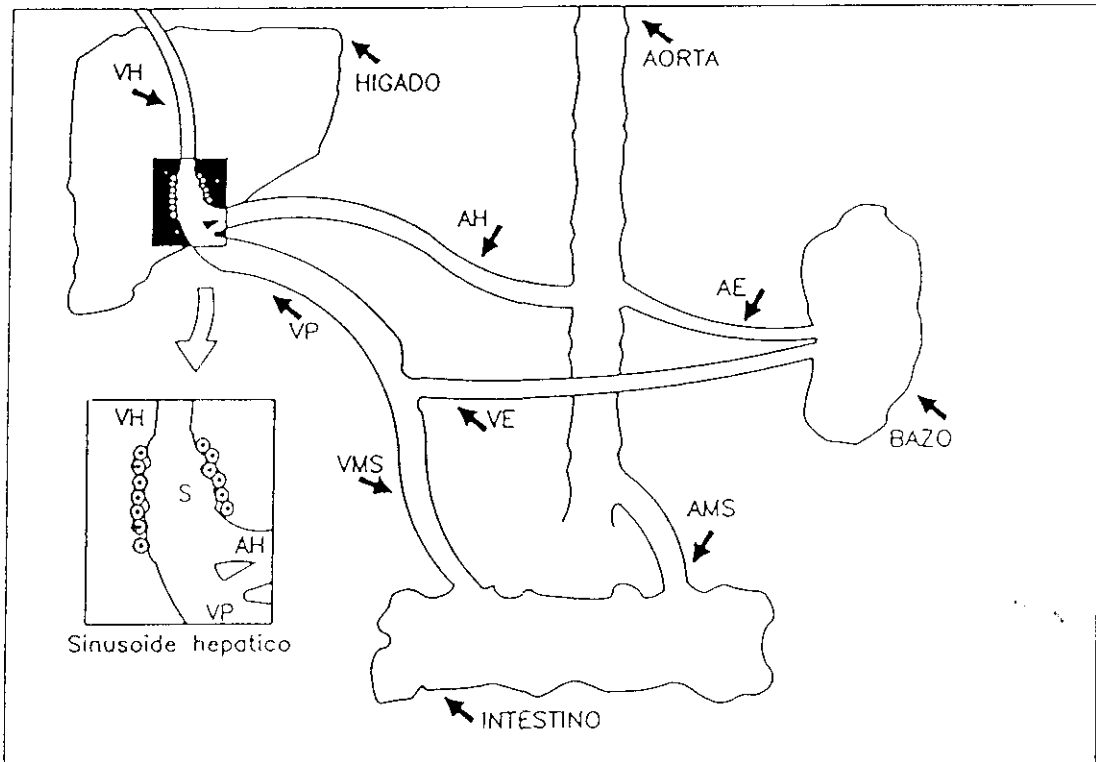 AORTA
HIGADO
VH
AH
AE
VP
VE
BAZO
VMS
AMS
VH
S
AH
VP
Sinusoide hepatico
INTESTINO